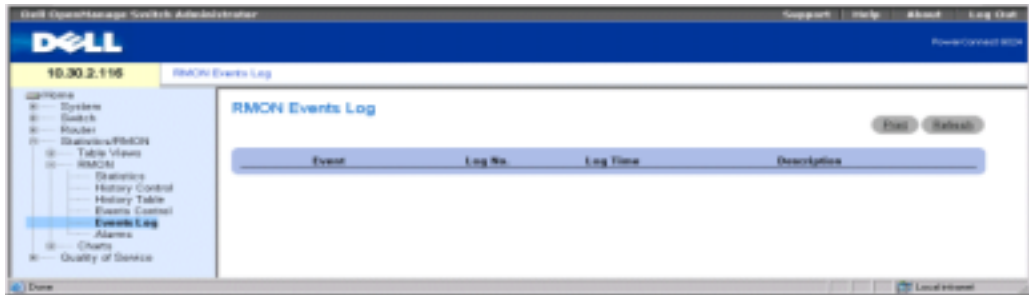 Dell OpenManage Switch Administrator
Support Help About Log Out
DELL
PowerConnect 6024
10.30.2.116
RMON Events Log
Home
System
Switch
Router
Statistics/RMON
Table Views
RMON
Statistics
History Control
History Table
Events Control
Events Log
Alarms
Charts
Quality of Service
RMON Events Log
Print Refresh
Event Log No. Log Time Description
Done
Local intranet